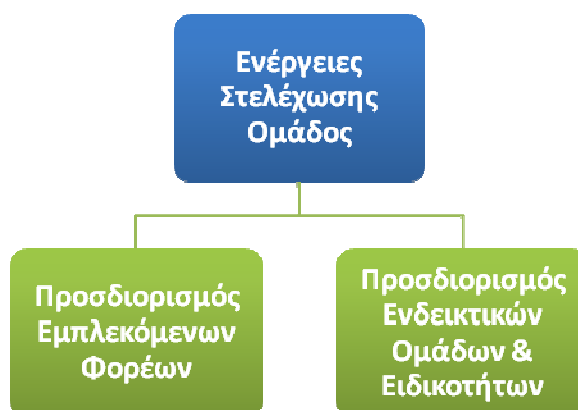 Ενέργειες
Στελέχωσης
Ομάδος
Προσδιορισμός
Εμπλεκόμενων
Φορέων
Προσδιορισμός
Ενδεικτικών
Ομάδων &
Ειδικοτήτων